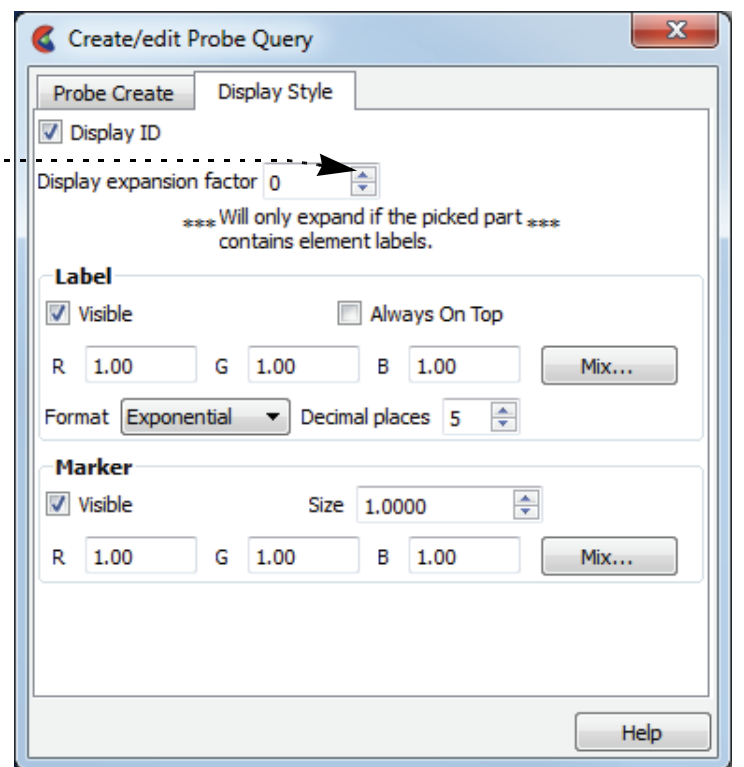 Create/edit Probe Query
x
Probe Create Display Style
Display ID
Display expansion factor 0
*** Will only expand if the picked part ***
contains element labels.
Label
Visible Always On Top
R 1.00 G 1.00 B 1.00 Mix...
Format Exponential Decimal places 5
Marker
Visible Size 1.0000
R 1.00 G 1.00 B 1.00 Mix...
Help